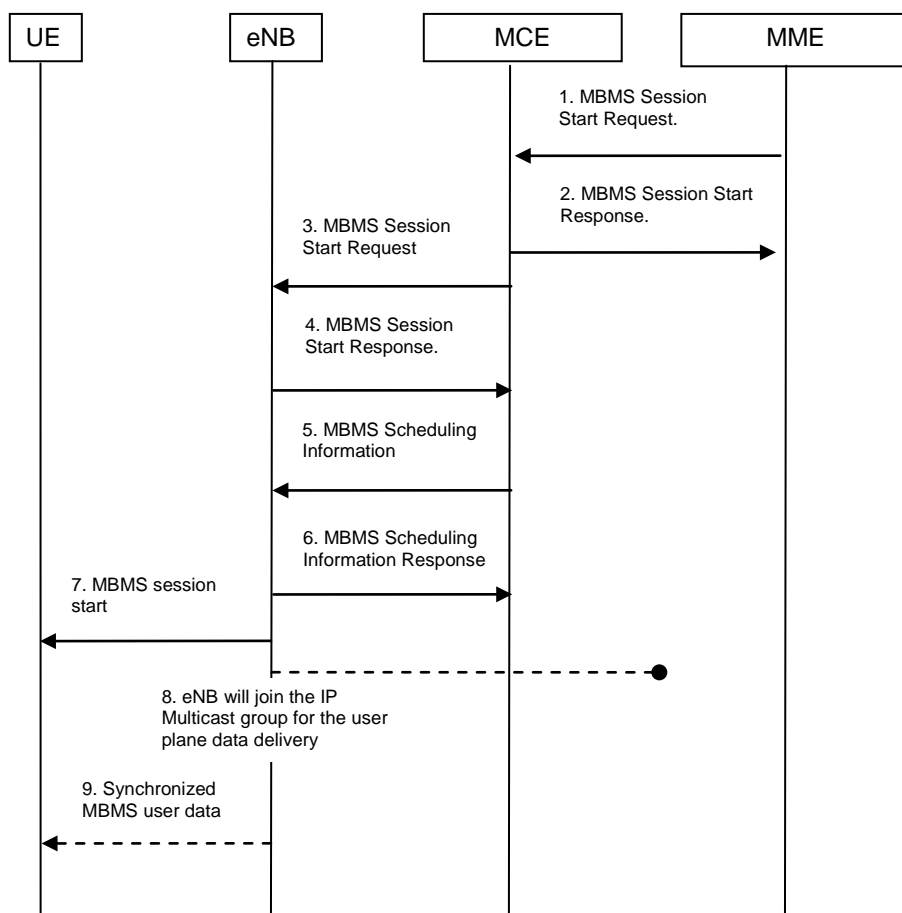 UE
eNB
MCE
MME
1. MBMS Session
Start Request.
2. MBMS Session Start
Response.
3. MBMS Session
Start Request
4. MBMS Session
Start Response.
5. MBMS Scheduling
Information
6. MBMS Scheduling
Information Response
7. MBMS session
start
8. eNB will join the IP
Multicast group for the user
plane data delivery
9. Synchronized
MBMS user data